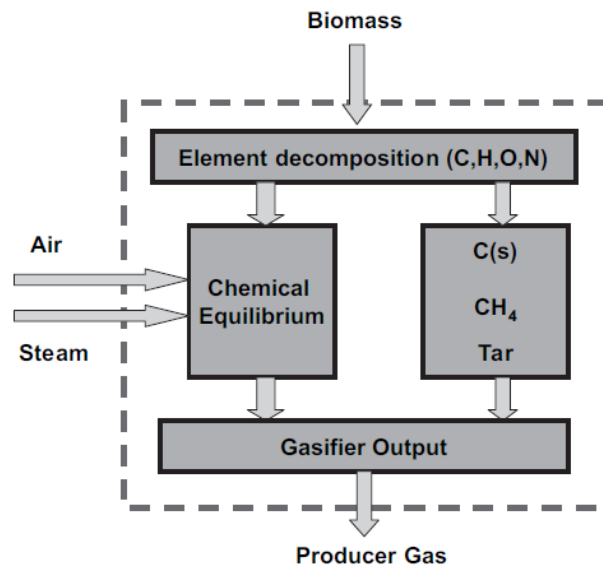 Biomass
Element decomposition (C,H,O,N)
Air
Steam
Chemical
Equilibrium
C(s)
CH₄
Tar
Gasifier Output
Producer Gas